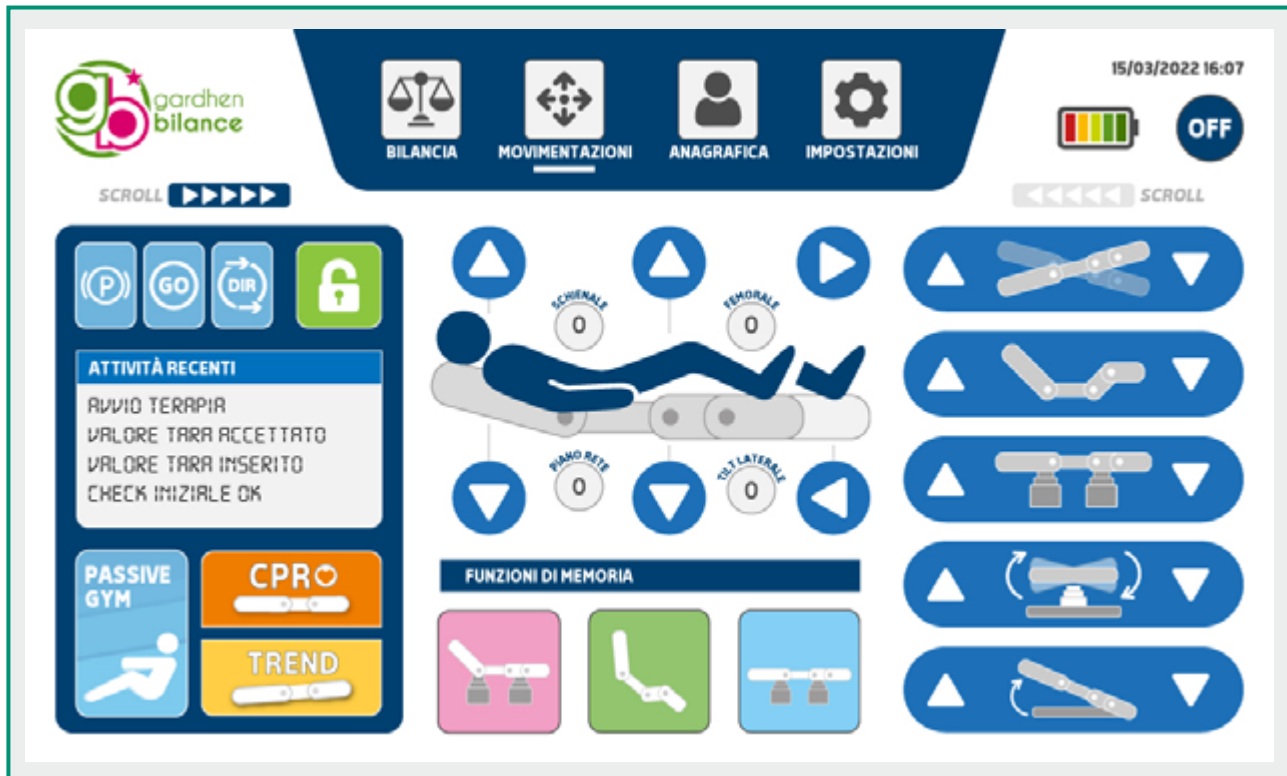 gardhen
bilance
BILANCIA
MOVIMENTAZIONI
ANAGRAFICA
IMPOSTAZIONI
15/03/2022 16:07
OFF
SCROLL
SCROLL
(P)
GO
DIR
ATTIVITÀ RECENTI
AVVIO TERAPIA
VALORE TARA ACCETTATO
VALORE TARA INSERITO
CHECK INIZIALE OK
PASSIVE
GYM
CPR
TREND
SCHIENALE
0
FEMORALE
0
PIANO RETE
0
TILT LATERALE
0
FUNZIONI DI MEMORIA